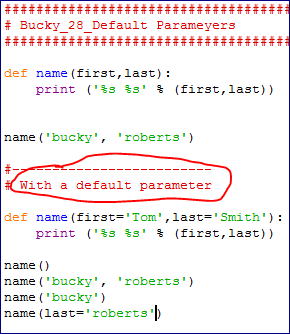 ########################################
# Bucky_28_Default Parameyers
########################################
def name(first,last):
    print ('%s %s' % (first,last))
name('bucky', 'roberts')
#--------------------------
# With a default parameter
def name(first='Tom',last='Smith'):
    print ('%s %s' % (first,last))
name()
name('bucky', 'roberts')
name('bucky')
name(last='roberts')